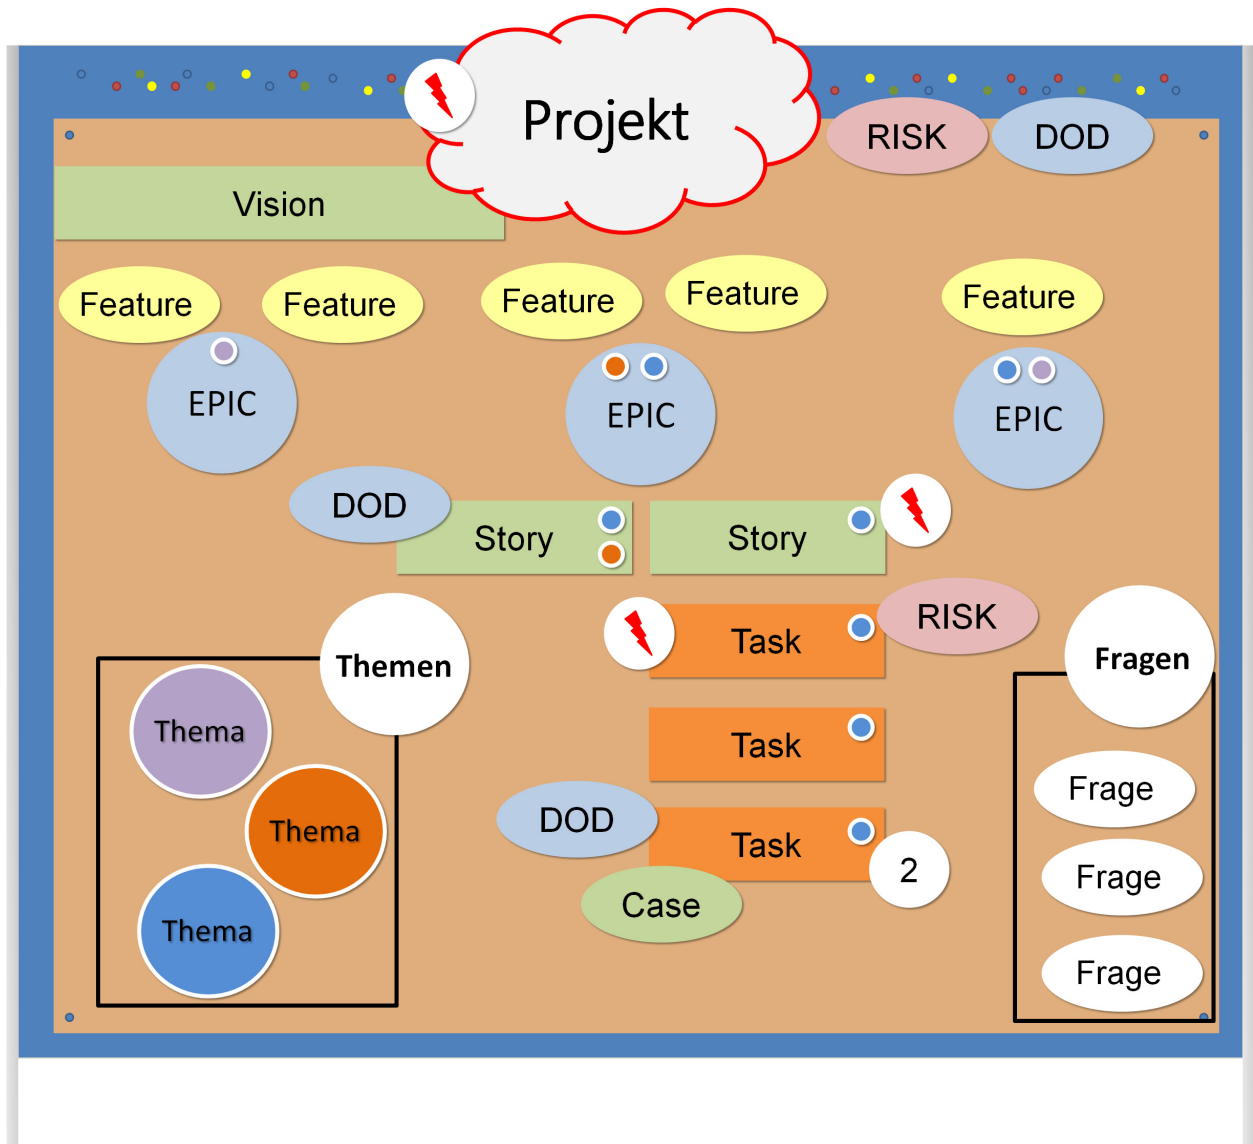 Projekt
RISK
DOD
Vision
Feature
Feature
Feature
Feature
Feature
EPIC
EPIC
EPIC
DOD
Story
Story
Task
RISK
Themen
Fragen
Thema
Task
Frage
Thema
DOD
Task
2
Frage
Case
Thema
Frage